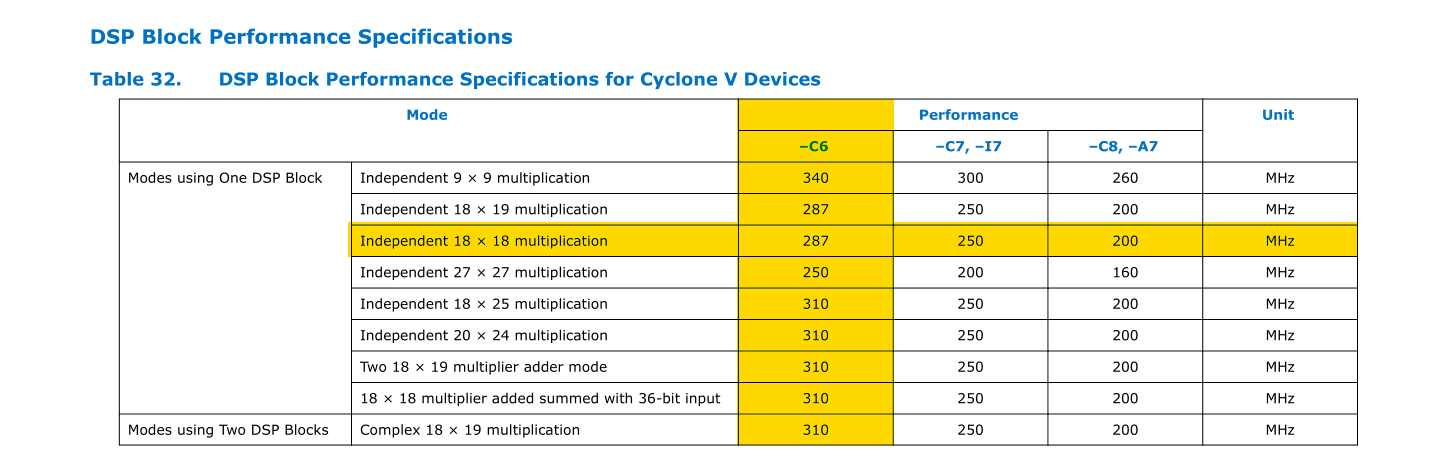 DSP Block Performance Specifications
Table 32. DSP Block Performance Specifications for Cyclone V Devices
Mode Performance Unit
–C6 –C7, –I7 –C8, –A7
Modes using One DSP Block Independent 9 × 9 multiplication 340 300 260 MHz
Independent 18 × 19 multiplication 287 250 200 MHz
Independent 18 × 18 multiplication 287 250 200 MHz
Independent 27 × 27 multiplication 250 200 160 MHz
Independent 18 × 25 multiplication 310 250 200 MHz
Independent 20 × 24 multiplication 310 250 200 MHz
Two 18 × 19 multiplier adder mode 310 250 200 MHz
18 × 18 multiplier added summed with 36-bit input 310 250 200 MHz
Modes using Two DSP Blocks Complex 18 × 19 multiplication 310 250 200 MHz